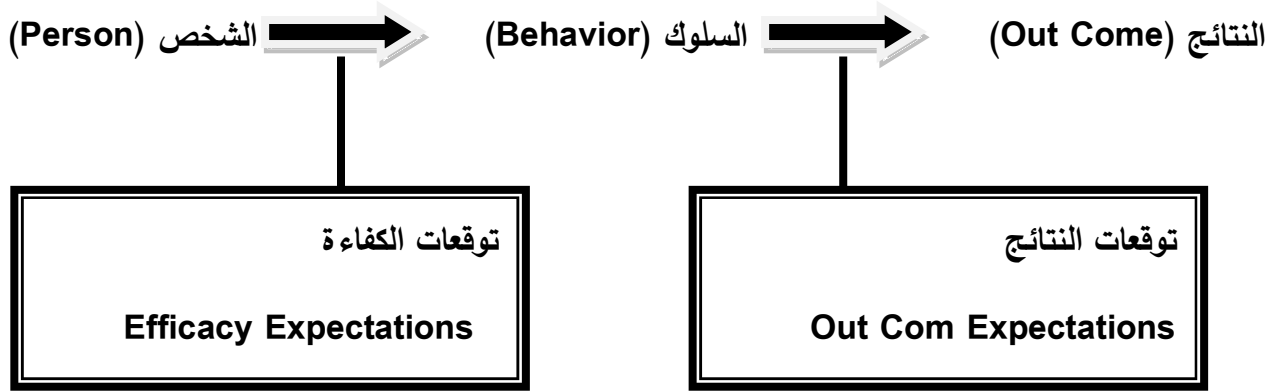 الشخص (Person)
السلوك (Behavior)
النتائج (Out Come)
توقعات الكفاءة
Efficacy Expectations
توقعات النتائج
Out Com Expectations